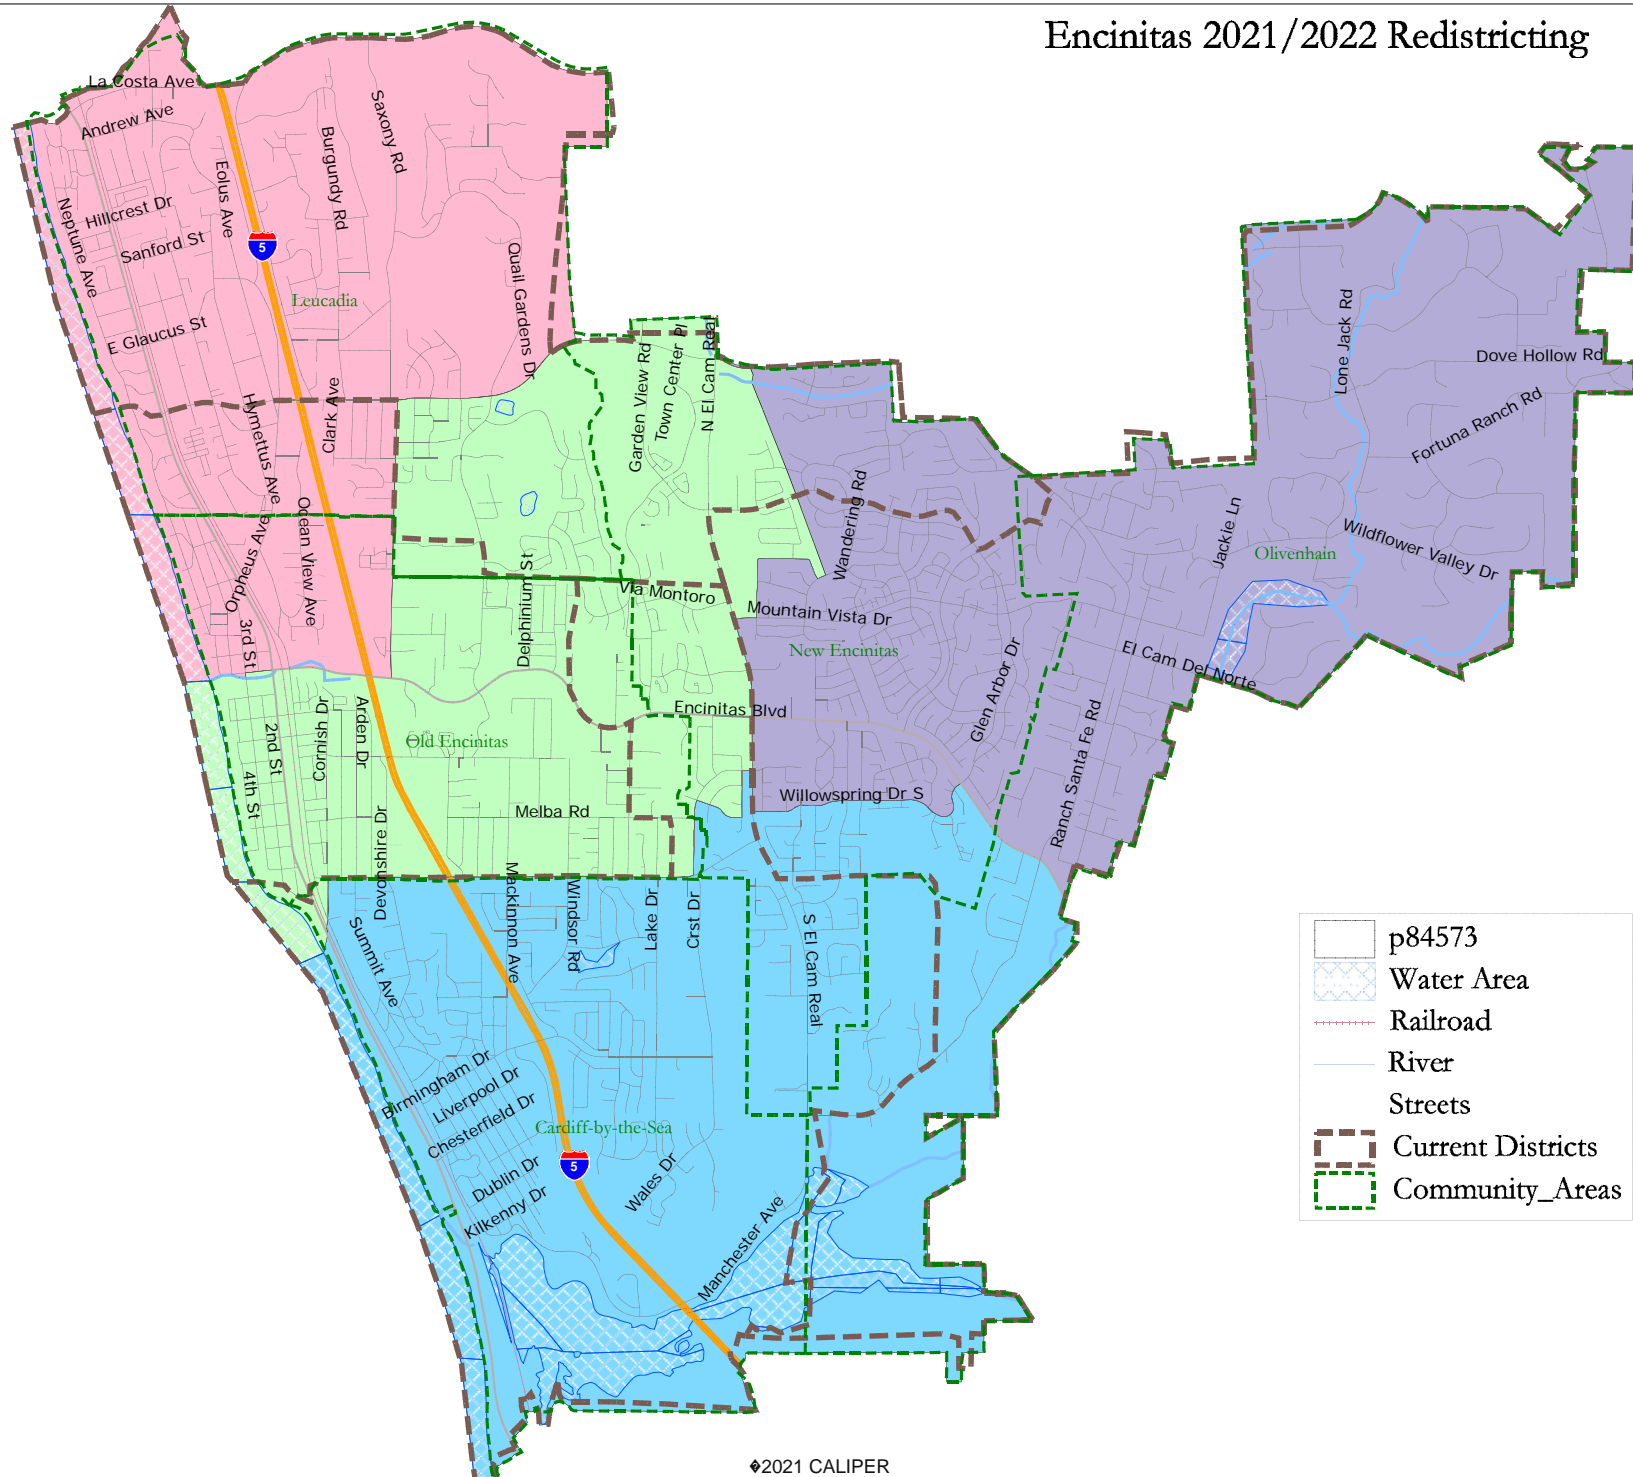 Encinitas 2021/2022 Redistricting
La Costa Ave
Andrew Ave
Saxony Rd
Burgundy Rd
Eolus Ave
Neptune Ave
Hillcrest Dr
Sanford St
5
Quail Gardens Dr
Leucadia
E Glaucus St
Garden View Rd
Town Center Pl
N El Cam Real
Lone Jack Rd
Dove Hollow Rd
Fortuna Ranch Rd
Hymettus Ave
Clark Ave
Wandering Rd
Jackie Ln
Wildflower Valley Dr
Olivenhain
Orpheus Ave
Ocean View Ave
Delphinium St
Via Montoro
Mountain Vista Dr
New Encinitas
3rd St
Glen Arbor Dr
El Cam Del Norte
Encinitas Blvd
Ranch Santa Fe Rd
2nd St
Cornish Dr
Arden Dr
Old Encinitas
4th St
Melba Rd
Willowspring Dr S
Devonshire Dr
Mackinnon Ave
Windsor Rd
Lake Dr
Crst Dr
S El Cam Real
Summit Ave
Birmingham Dr
Liverpool Dr
Chesterfield Dr
Cardiff-by-the-Sea
5
Dublin Dr
Kilkenny Dr
Wales Dr
Manchester Ave
p84573
Water Area
Railroad
River
Streets
Current Districts
Community_Areas
�2021 CALIPER